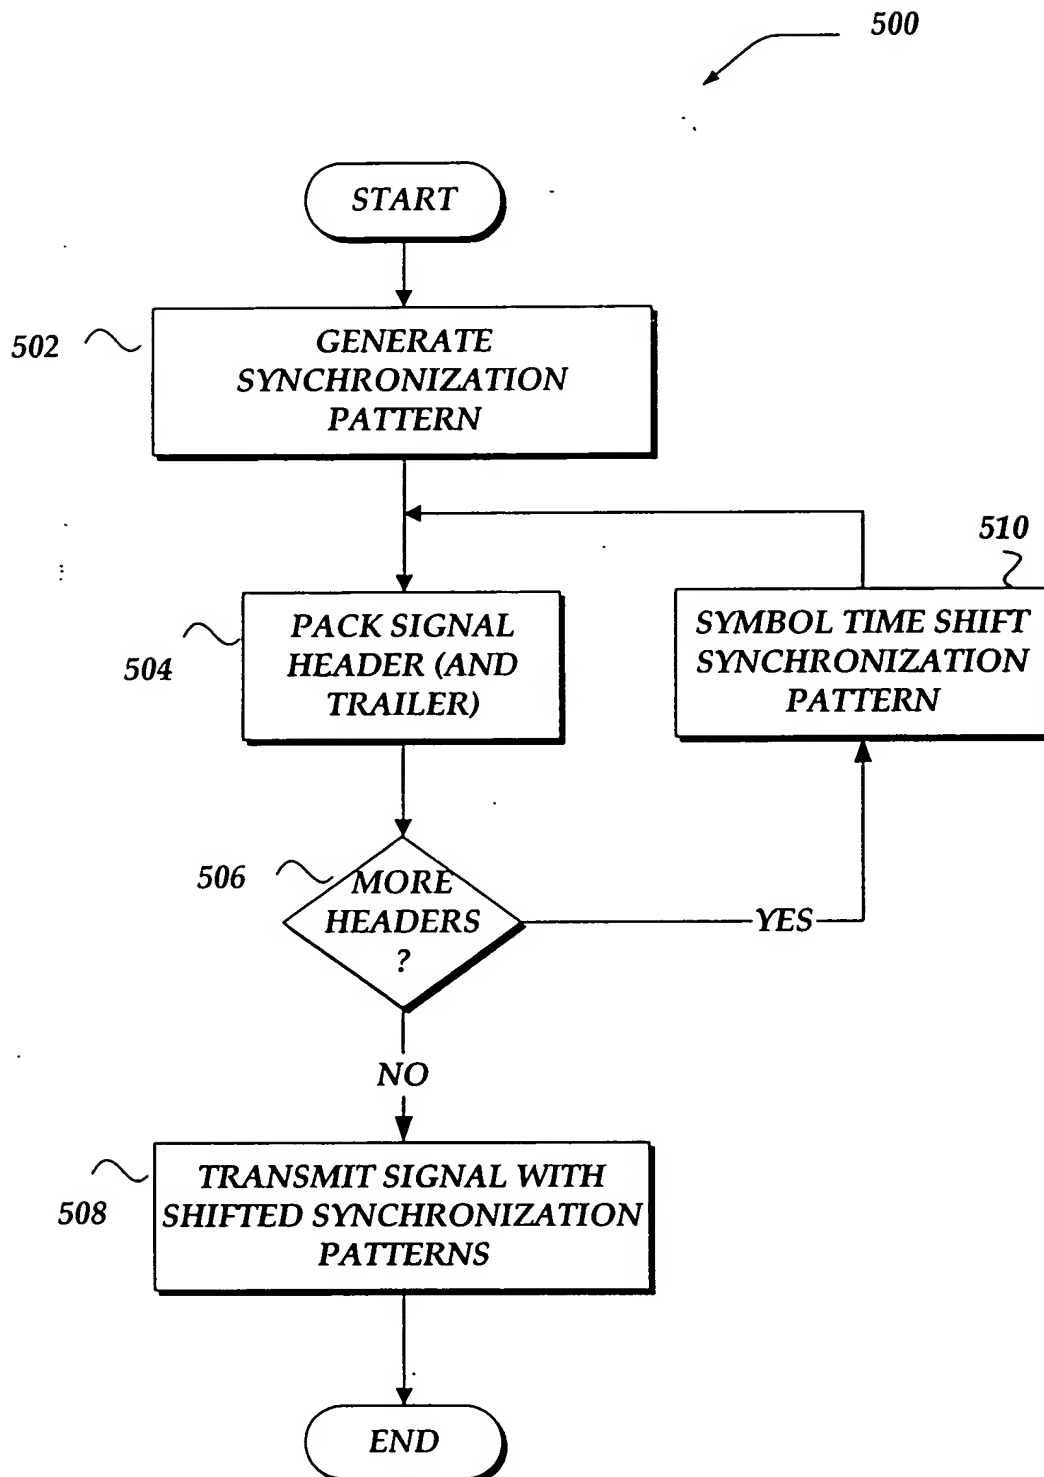 500
START
502
GENERATE
SYNCHRONIZATION
PATTERN
510
504
PACK SIGNAL
HEADER (AND
TRAILER)
SYMBOL TIME SHIFT
SYNCHRONIZATION
PATTERN
506
MORE
HEADERS
?
YES
NO
508
TRANSMIT SIGNAL WITH
SHIFTED SYNCHRONIZATION
PATTERNS
END